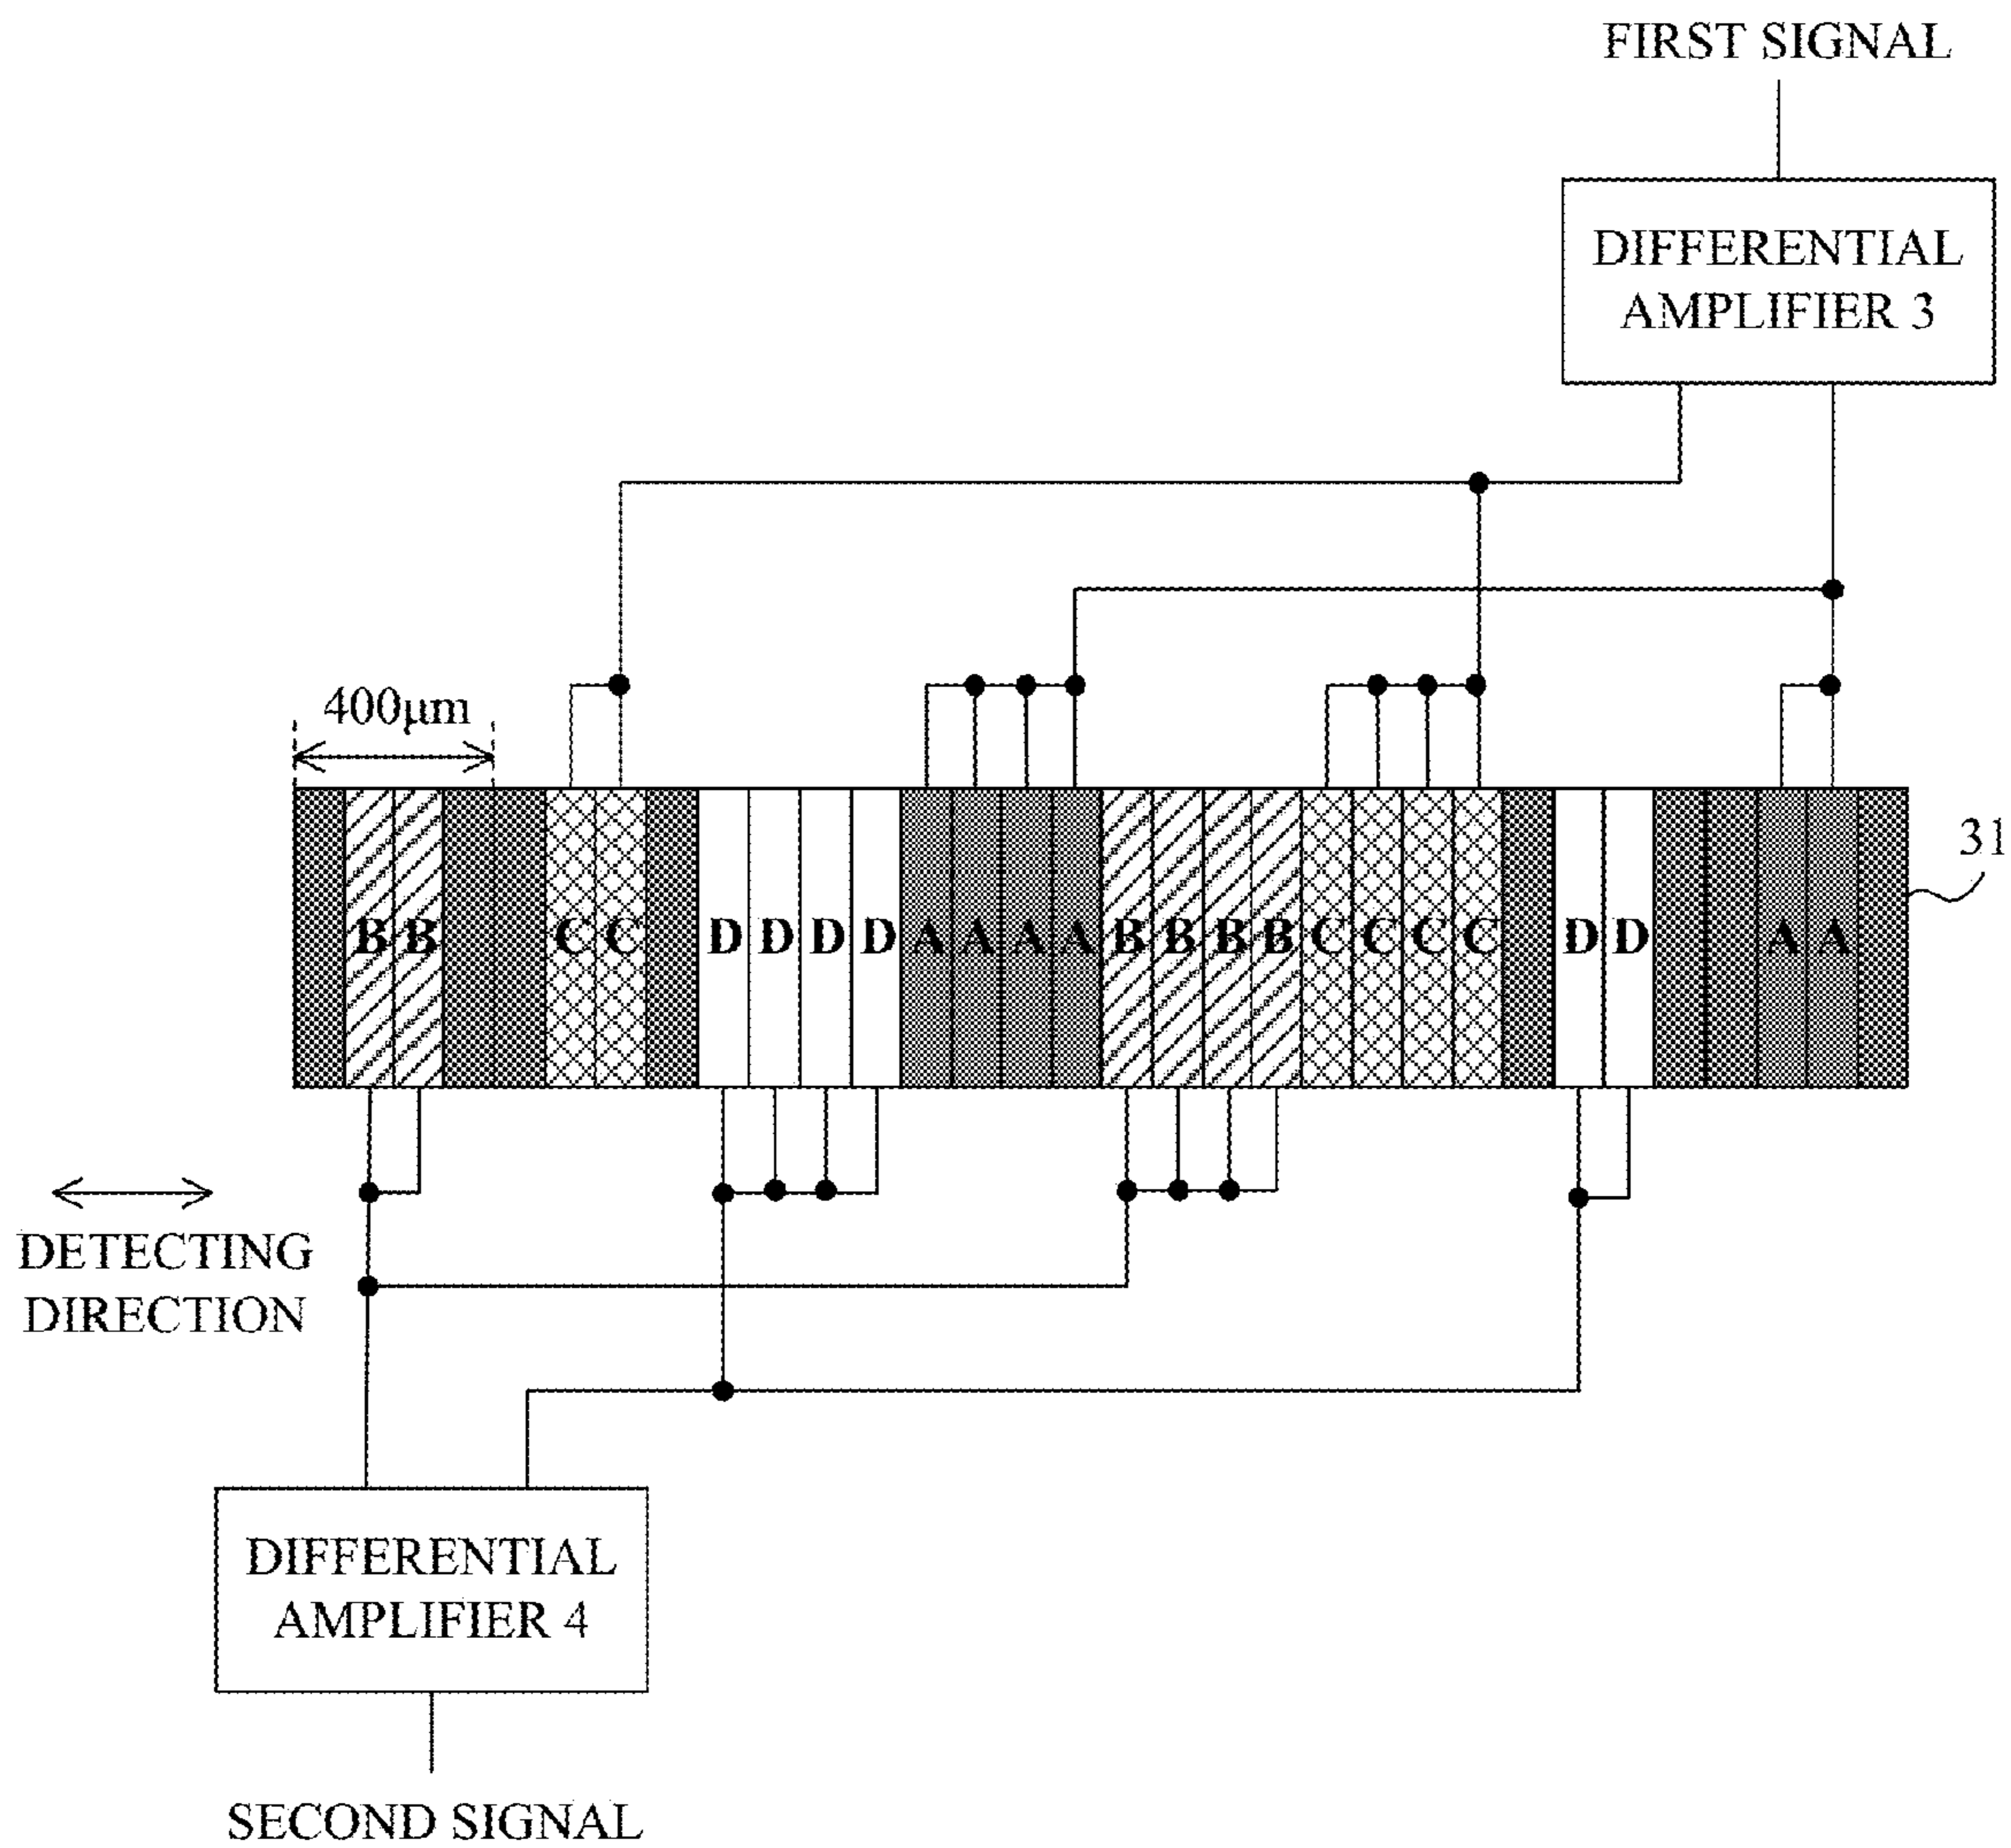 FIRST SIGNAL
DIFFERENTIAL
AMPLIFIER 3
400μm
31
B B C C D D D D A A A A B B B B C C C C D D A A
DETECTING
DIRECTION
DIFFERENTIAL
AMPLIFIER 4
SECOND SIGNAL